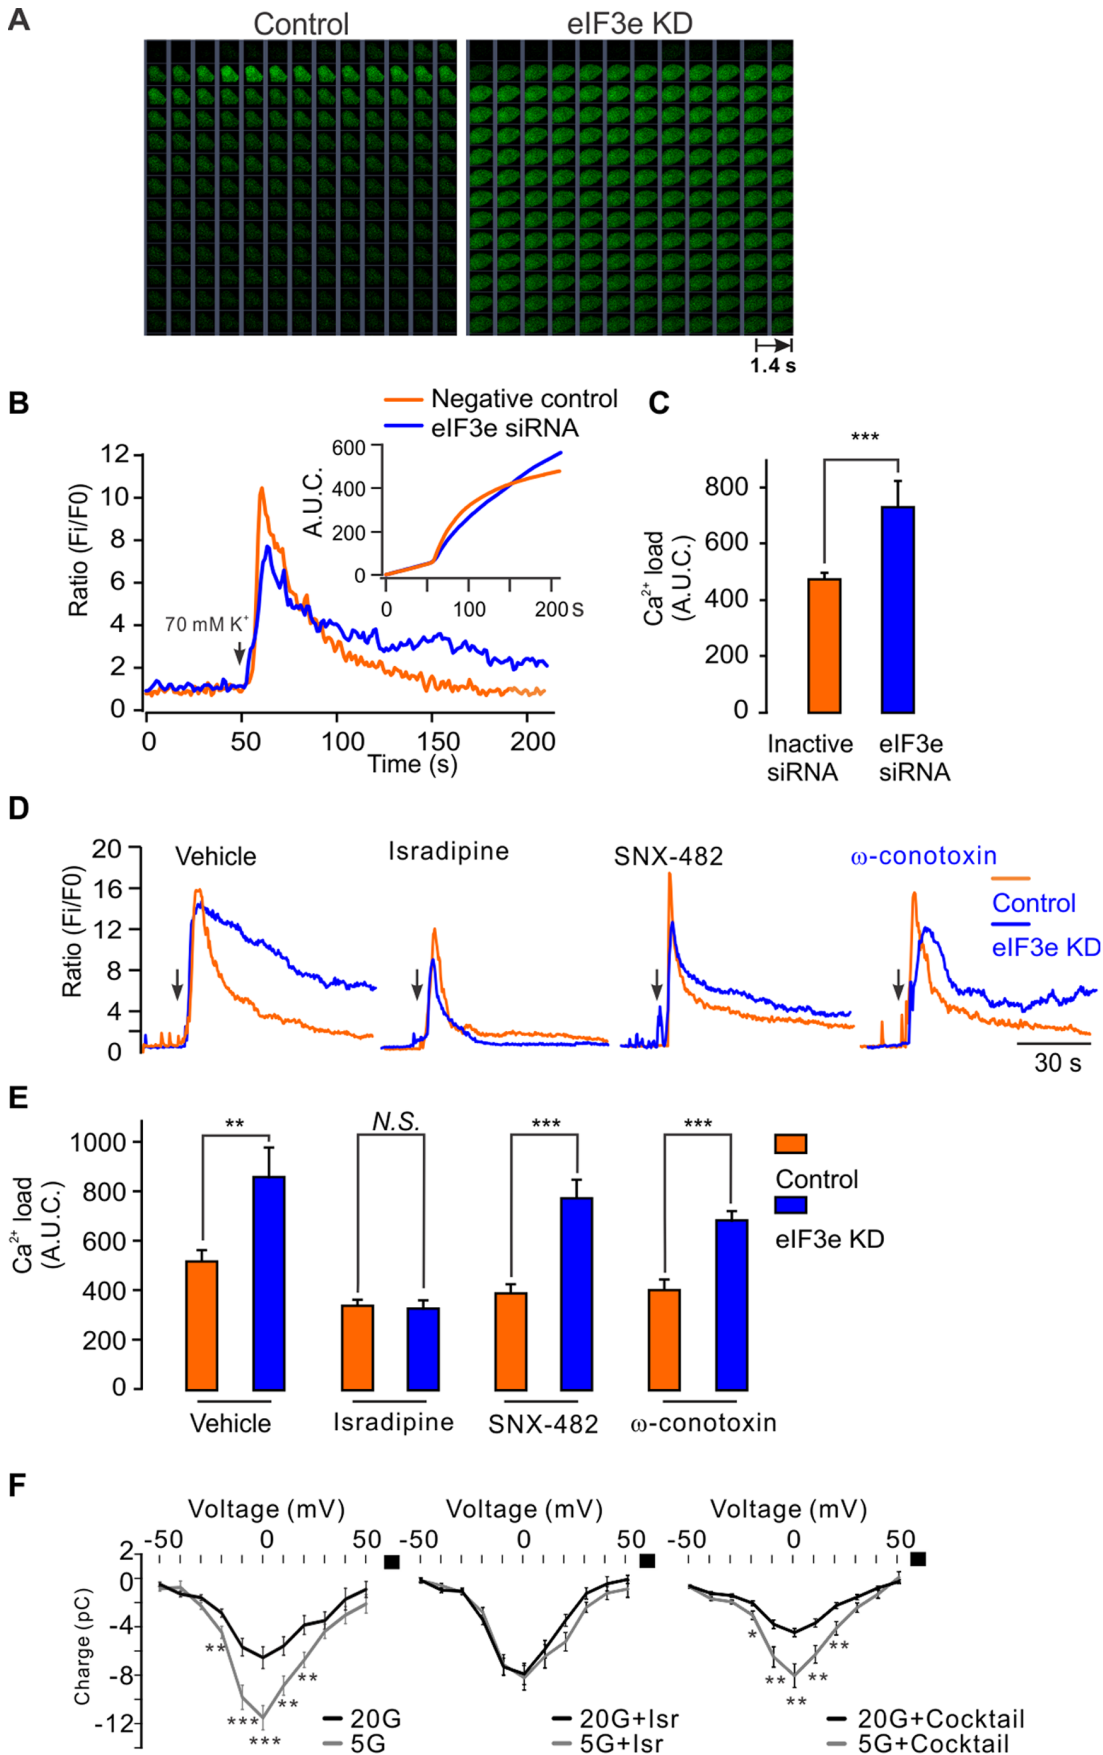 A
Control
eIF3e KD
1.4 s
B
Negative control
eIF3e siRNA
12
10
8
6
4
2
0
Ratio (Fi/F0)
70 mM K+
0
50
100
150
200
Time (s)
600
400
200
0
A.U.C.
0
100
200 S
C
***
800
600
400
200
0
Ca2+ load
(A.U.C.)
Inactive
siRNA
eIF3e
siRNA
D
20
16
12
8
4
0
Ratio (Fi/F0)
Vehicle
Isradipine
SNX-482
ω-conotoxin
Control
eIF3e KD
30 s
E
1000
800
600
400
200
0
Ca2+ load
(A.U.C.)
**
N.S.
***
***
Control
eIF3e KD
Vehicle
Isradipine
SNX-482
ω-conotoxin
F
Voltage (mV)
Voltage (mV)
Voltage (mV)
-50 0 50
-50 0 50
-50 0 50
2
0
-4
-8
-12
Charge (pC)
**
***
***
**
**
*
**
**
**
**
20G
5G
20G+Isr
5G+Isr
20G+Cocktail
5G+Cocktail